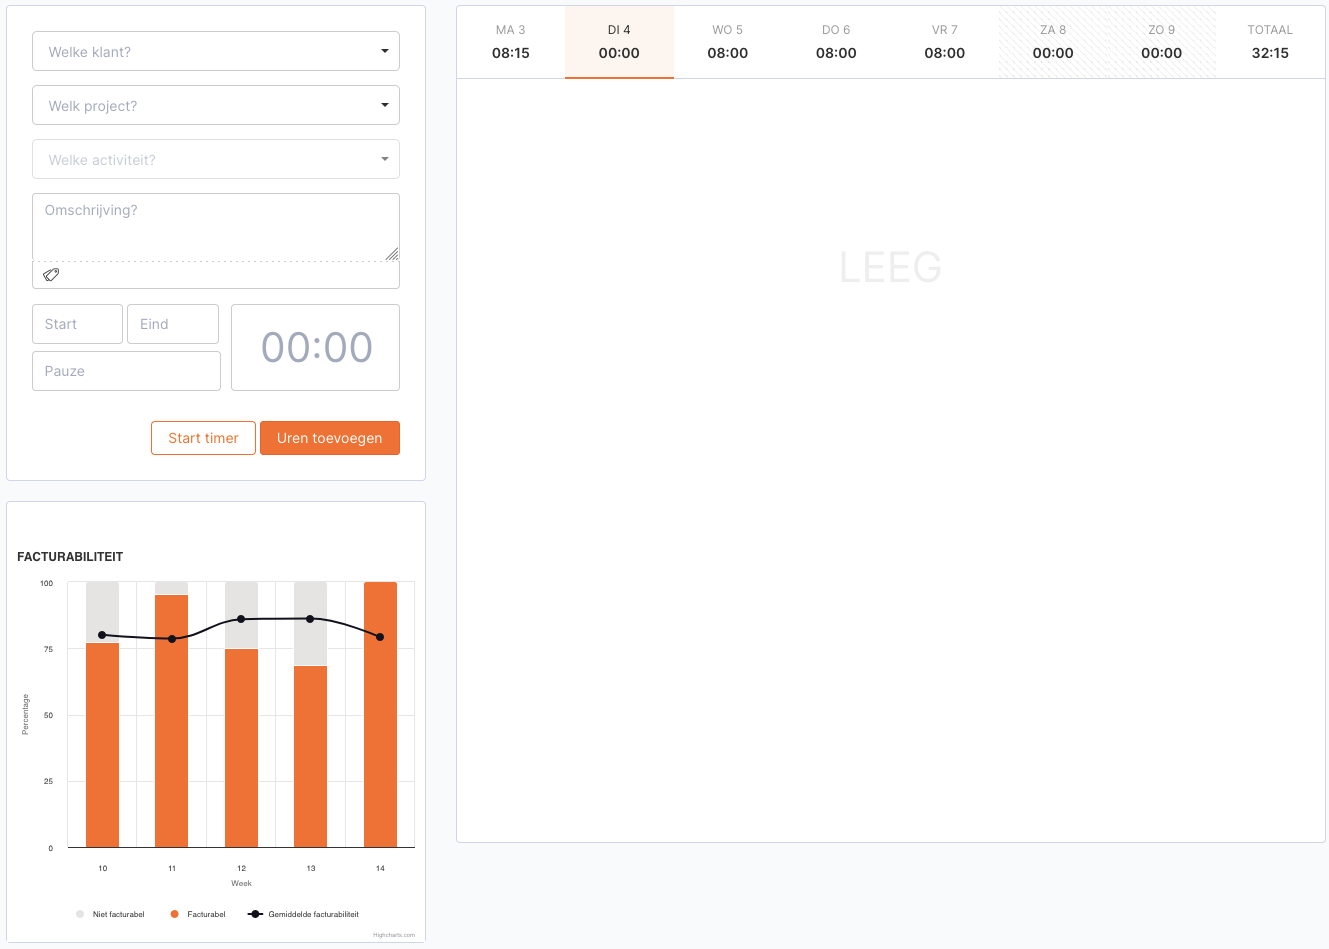 Welke klant?
Welk project?
Welke activiteit?
Omschrijving?
Start Eind
00:00
Pauze
Start timer Uren toevoegen
MA 3 DI 4 WO 5 DO 6 VR 7 ZA 8 ZO 9 TOTAAL
08:15 00:00 08:00 08:00 08:00 00:00 00:00 32:15
LEEG
FACTURABILITEIT
100
75
50
25
0
Percentage
10 11 12 13 14
Week
Niet facturabel Facturabel Gemiddelde facturabiliteit
Highcharts.com